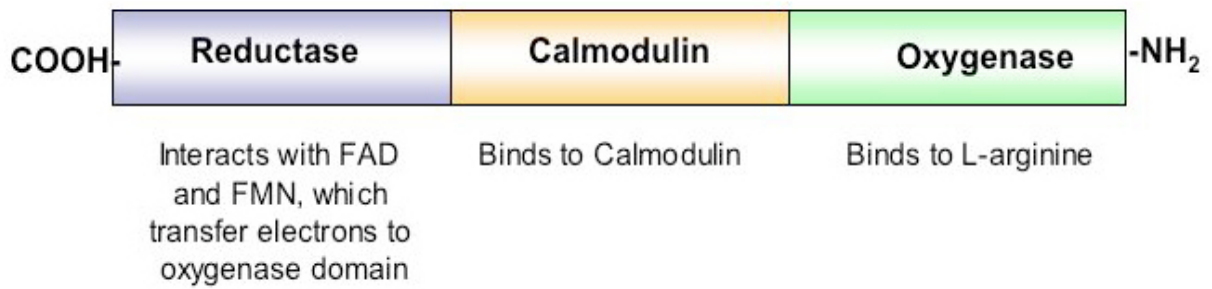 COOH-
Reductase
Calmodulin
Oxygenase
-NH₂
Interacts with FAD
and FMN, which
transfer electrons to
oxygenase domain
Binds to Calmodulin
Binds to L-arginine